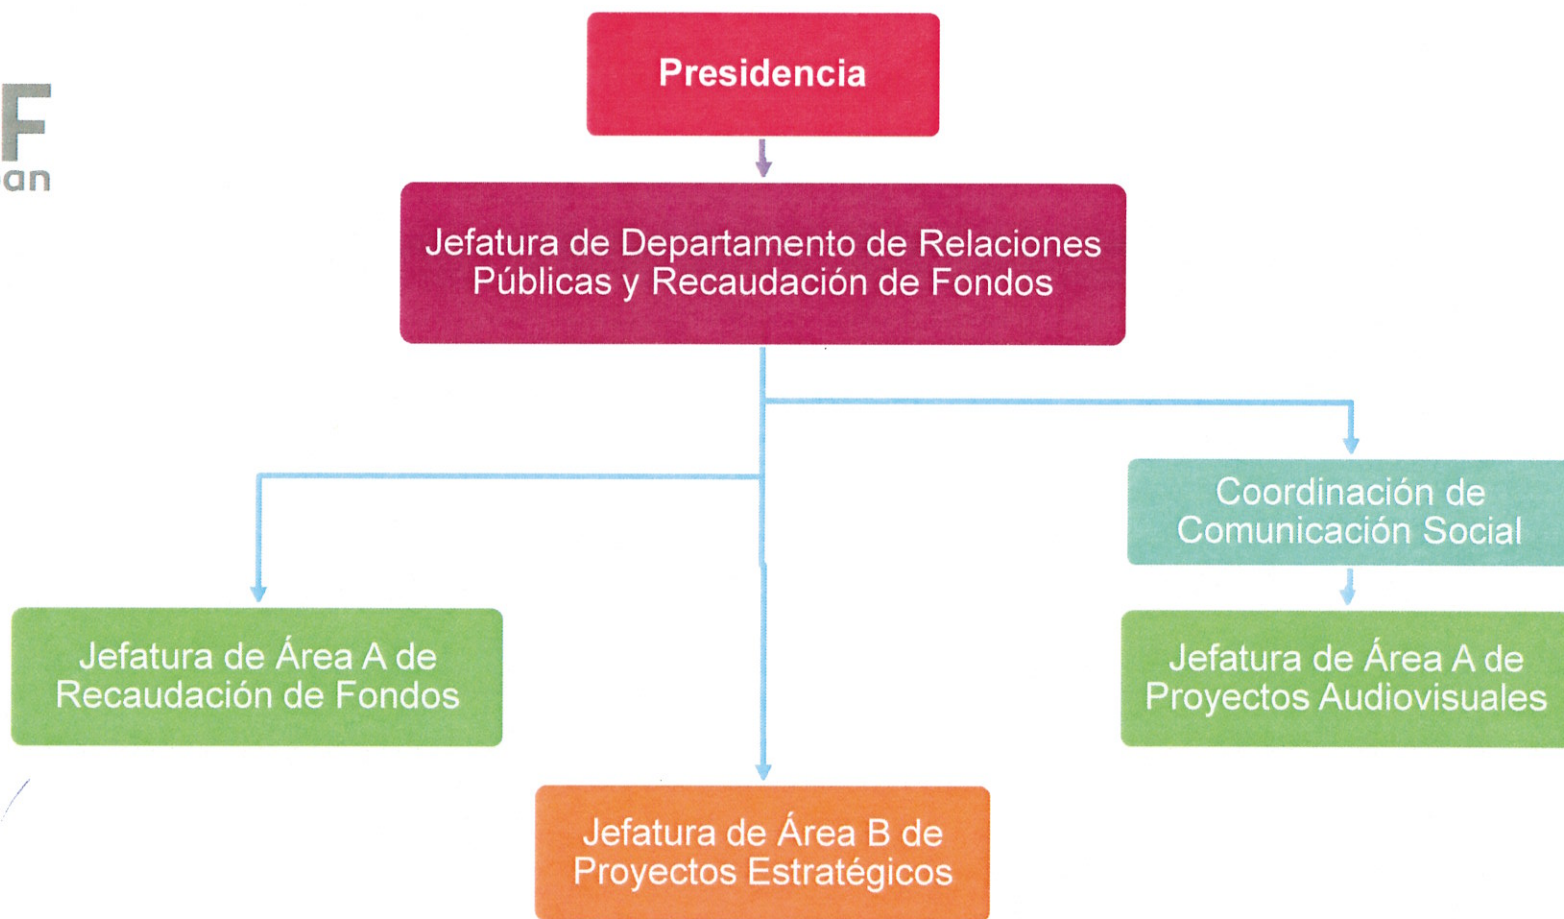 Presidencia
F
an
Jefatura de Departamento de Relaciones
Públicas y Recaudación de Fondos
Coordinación de
Comunicación Social
Jefatura de Área A de
Recaudación de Fondos
Jefatura de Área A de
Proyectos Audiovisuales
Jefatura de Área B de
Proyectos Estratégicos